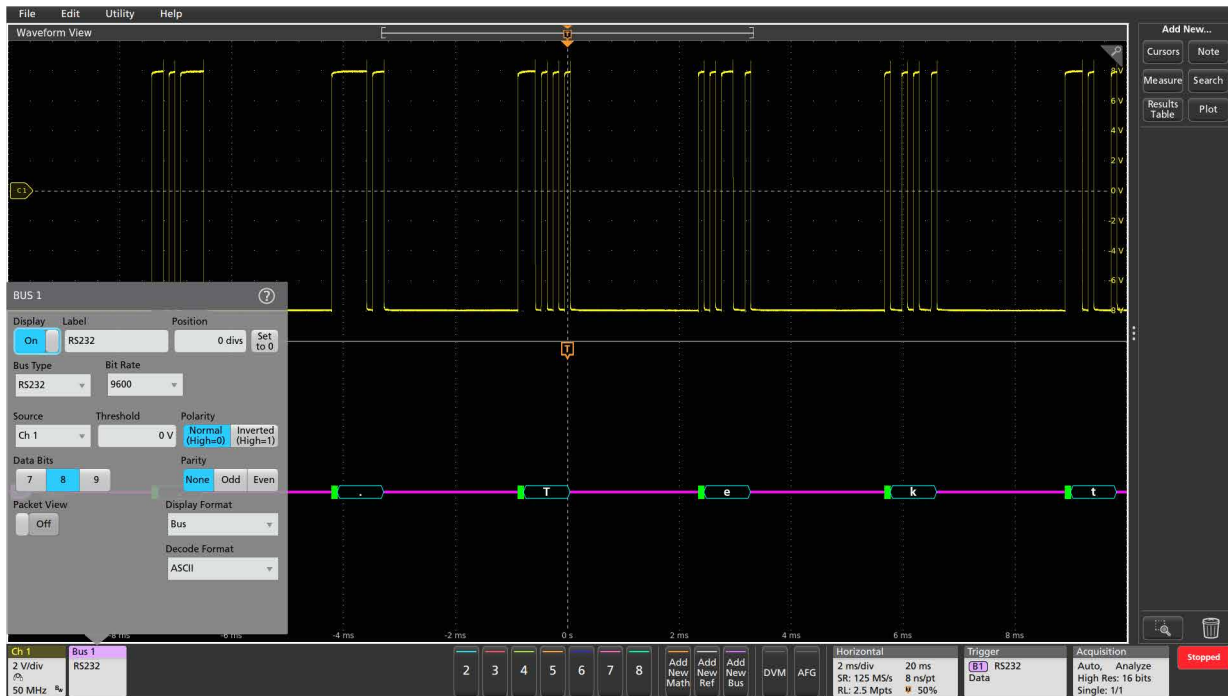 File Edit Utility Help
Waveform View
Add New...
Cursors Note
Measure Search
Results Table Plot
T
8 V
6 V
4 V
2 V
0 V
-2 V
-4 V
-6 V
-8 V
C1
BUS 1 ?
Display Label Position
On RS232 0 divs Set to 0
Bus Type Bit Rate
RS232 9600
Source Threshold Polarity
Ch 1 0 V Normal (High=0) Inverted (High=1)
Data Bits Parity
7 8 9 None Odd Even
Packet View Display Format
Off Bus
Decode Format
ASCII
T
. T e k t
-8 ms -6 ms -4 ms -2 ms 0 s 2 ms 4 ms 6 ms 8 ms
Ch 1
2 V/div
50 MHz
Bus 1
RS232
2 3 4 5 6 7 8
Add New Math
Add New Ref
Add New Bus
DVM AFG
Horizontal
2 ms/div 20 ms
SR: 125 MS/s 8 ns/pt
RL: 2.5 Mpts 50%
Trigger
B1 RS232
Data
Acquisition
Auto, Analyze
High Res: 16 bits
Single: 1/1
Stopped